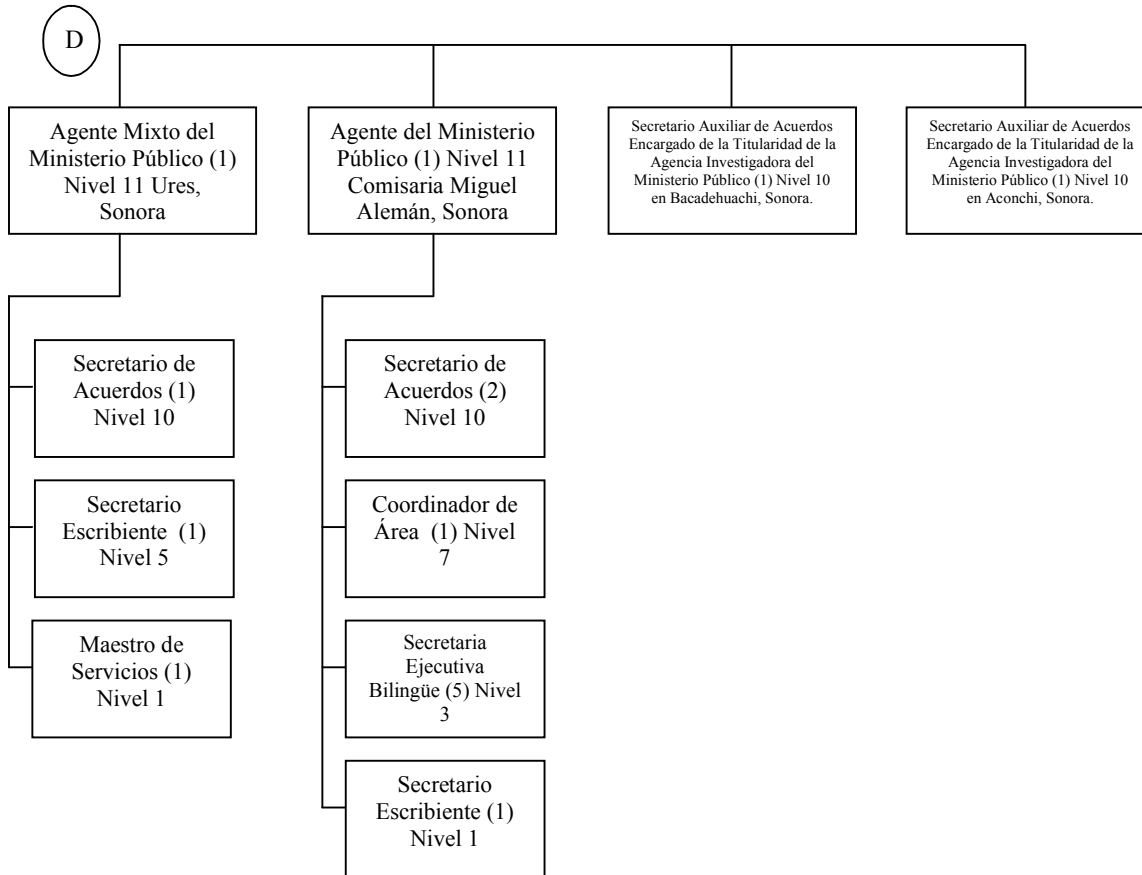 D
Agente Mixto del
Ministerio Público (1)
Nivel 11 Ures,
Sonora
Agente del Ministerio
Público (1) Nivel 11
Comisaria Miguel
Alemán, Sonora
Secretario Auxiliar de Acuerdos
Encargado de la Titularidad de la
Agencia Investigadora del
Ministerio Público (1) Nivel 10
en Bacadehuachi, Sonora.
Secretario Auxiliar de Acuerdos
Encargado de la Titularidad de la
Agencia Investigadora del
Ministerio Público (1) Nivel 10
en Aconchi, Sonora.
Secretario de
Acuerdos (1)
Nivel 10
Secretario
Escribiente (1)
Nivel 5
Maestro de
Servicios (1)
Nivel 1
Secretario de
Acuerdos (2)
Nivel 10
Coordinador de
Área (1) Nivel
7
Secretaria
Ejecutiva
Bilingüe (5) Nivel
3
Secretario
Escribiente (1)
Nivel 1